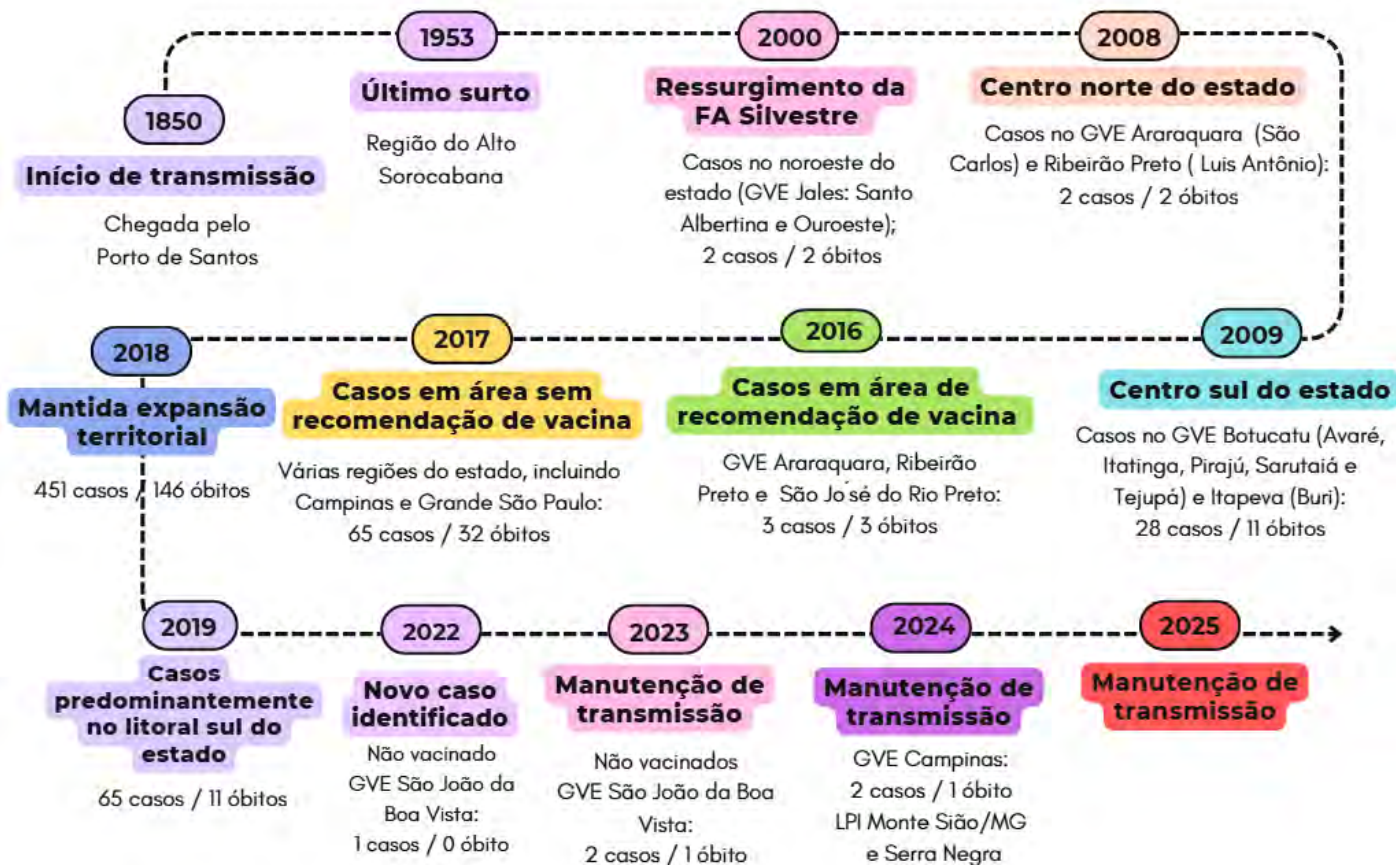 1850
Início de transmissão
Chegada pelo
Porto de Santos
1953
Último surto
Região do Alto
Sorocabana
2000
Ressurgimento da
FA Silvestre
Casos no noroeste do
estado (GVE Jales: Santo
Albertina e Ouroeste);
2 casos / 2 óbitos
2008
Centro norte do estado
Casos no GVE Araraquara (São
Carlos) e Ribeirão Preto ( Luis Antônio):
2 casos / 2 óbitos
2018
Mantida expansão
territorial
451 casos / 146 óbitos
2017
Casos em área sem
recomendação de vacina
Várias regiões do estado, incluindo
Campinas e Grande São Paulo:
65 casos / 32 óbitos
2016
Casos em área de
recomendação de vacina
GVE Araraquara, Ribeirão
Preto e São José do Rio Preto:
3 casos / 3 óbitos
2009
Centro sul do estado
Casos no GVE Botucatu (Avaré,
Itatinga, Pirajú, Sarutaiá e
Tejupá) e Itapeva (Buri):
28 casos / 11 óbitos
2019
Casos
predominantemente
no litoral sul do
estado
65 casos / 11 óbitos
2022
Novo caso
identificado
Não vacinado
GVE São João da
Boa Vista:
1 casos / 0 óbito
2023
Manutenção de
transmissão
Não vacinados
GVE São João da Boa
Vista:
2 casos / 1 óbito
2024
Manutenção de
transmissão
GVE Campinas:
2 casos / 1 óbito
LPI Monte Sião/MG
e Serra Negra
2025
Manutenção de
transmissão